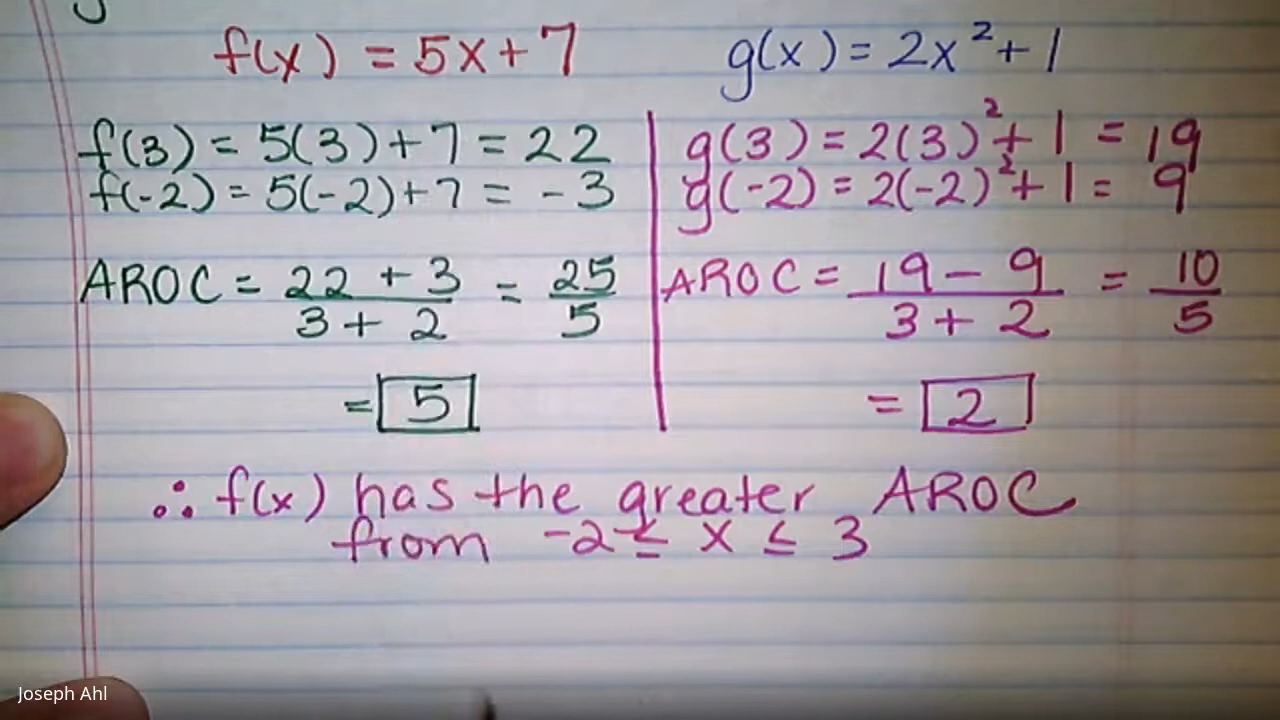 f(x) = 5x+7
g(x) = 2x²+1
f(3) = 5(3)+7 = 22
f(-2) = 5(-2)+7 = -3
AROC = 22 + 3 / 3 + 2 = 25 / 5
= 5
g(3) = 2(3)²+1 = 19
g(-2) = 2(-2)²+1 = 9
AROC = 19 - 9 / 3 + 2 = 10 / 5
= 2
∴ f(x) has the greater AROC
from -2 ≤ x ≤ 3
Joseph Ahl